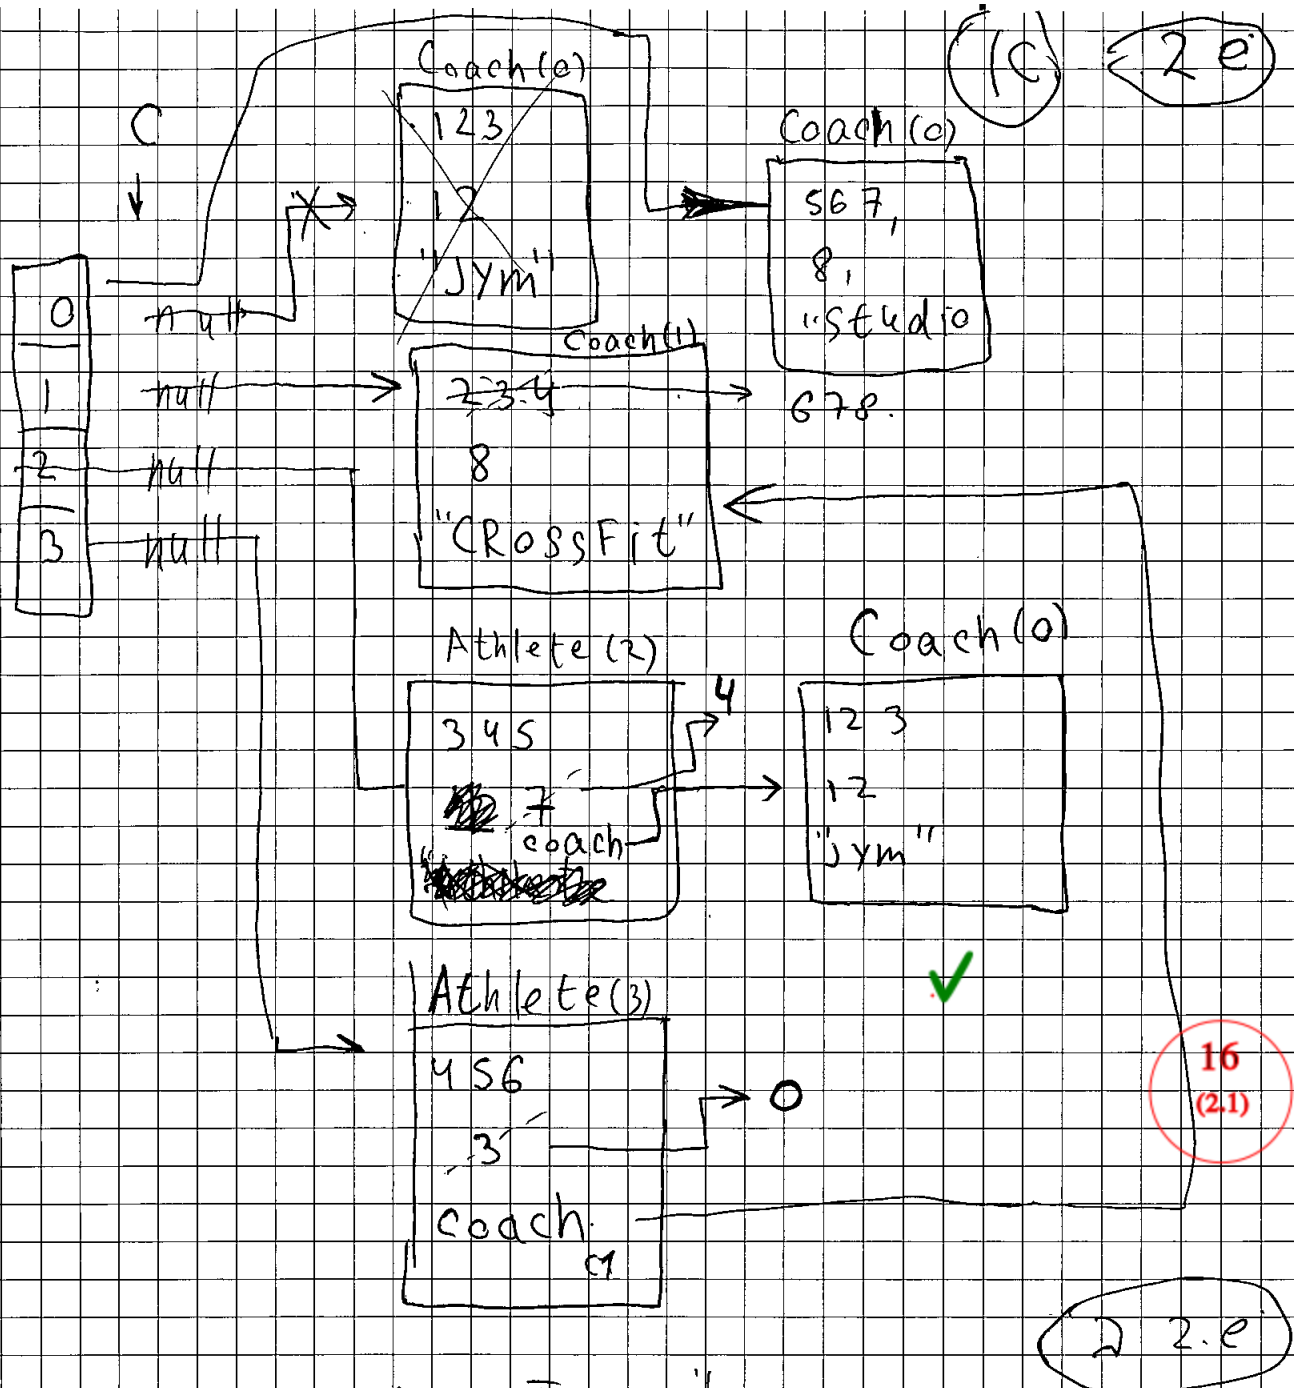 1c 2 e
Coach(0)
123
12
"Jym"
C
Coach(0)
567,
8,
"Studio
0 null
1 null
2 null
3 null
Coach(1)
234
678.
8
"CRossFit"
Athlete(2)
345
7
4
coach
Coach(0)
123
12
"Jym"
Athlete(3)
456
3
0
coach
c1
16
(2.1)
2.e